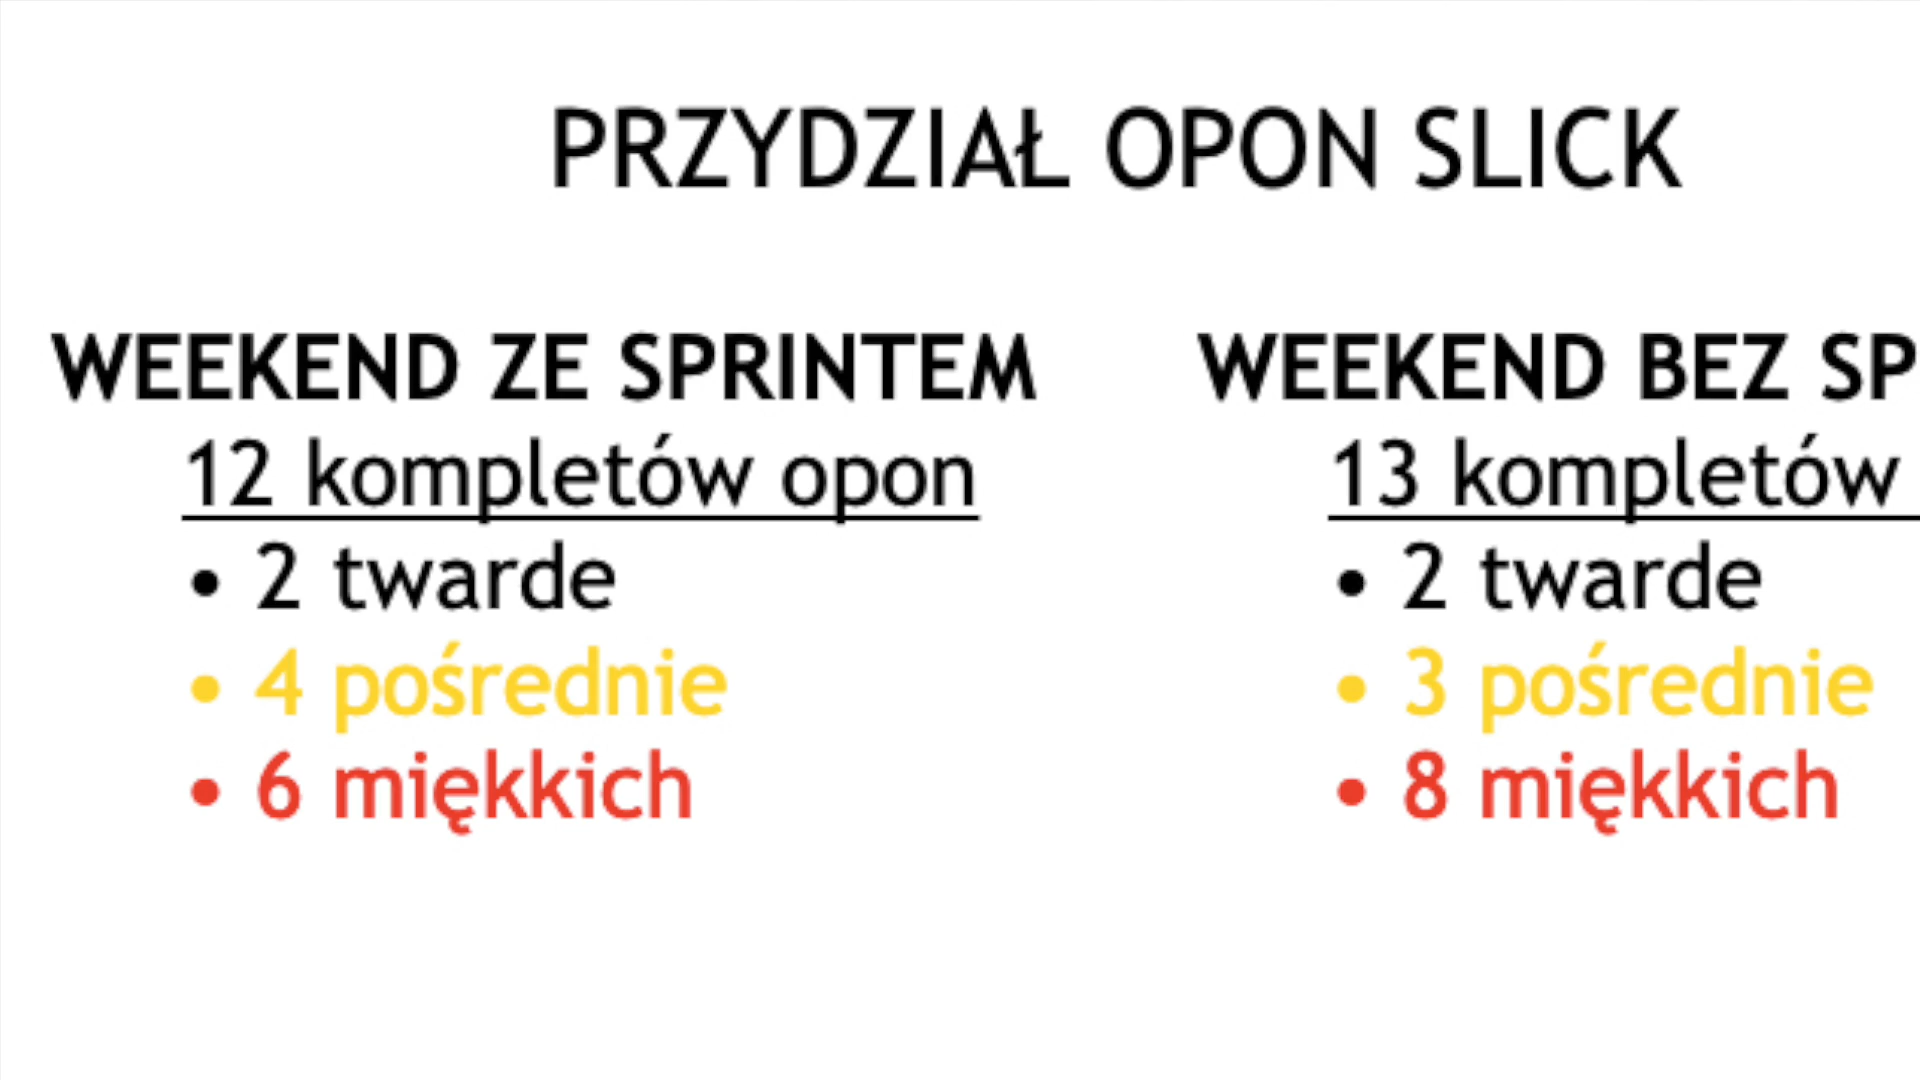 PRZYDZIAŁ OPON SLICK
WEEKEND ZE SPRINTEM
12 kompletów opon
• 2 twarde
• 4 pośrednie
• 6 miękkich
WEEKEND BEZ SP
13 kompletów
• 2 twarde
• 3 pośrednie
• 8 miękkich